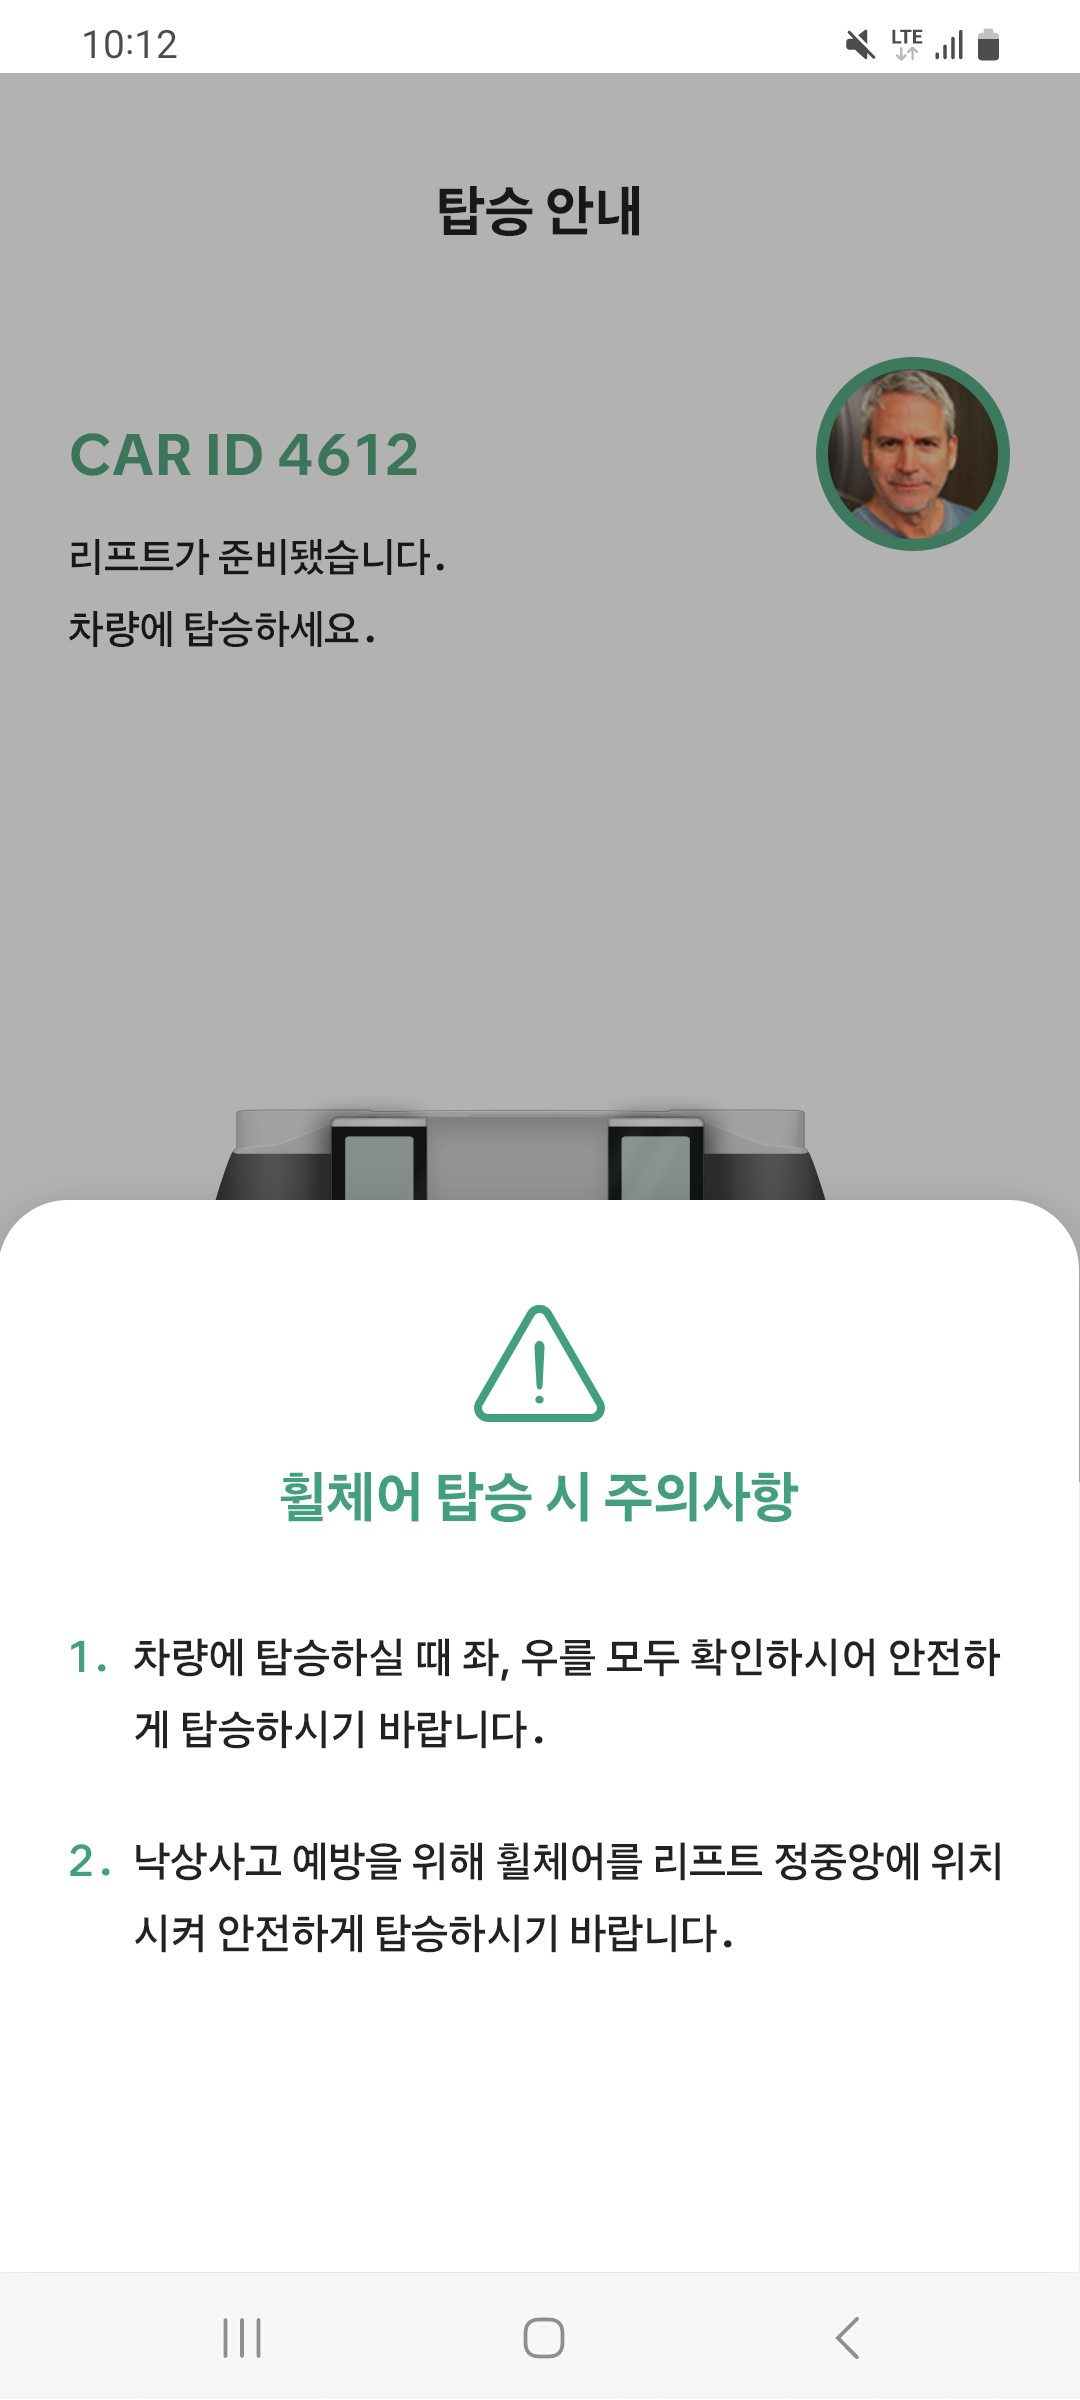 10:12
LTE
탑승 안내
CAR ID 4612
리프트가 준비됐습니다.
차량에 탑승하세요.
휠체어 탑승 시 주의사항
1. 차량에 탑승하실 때 좌, 우를 모두 확인하시어 안전하
게 탑승하시기 바랍니다.
2. 낙상사고 예방을 위해 휠체어를 리프트 정중앙에 위치
시켜 안전하게 탑승하시기 바랍니다.